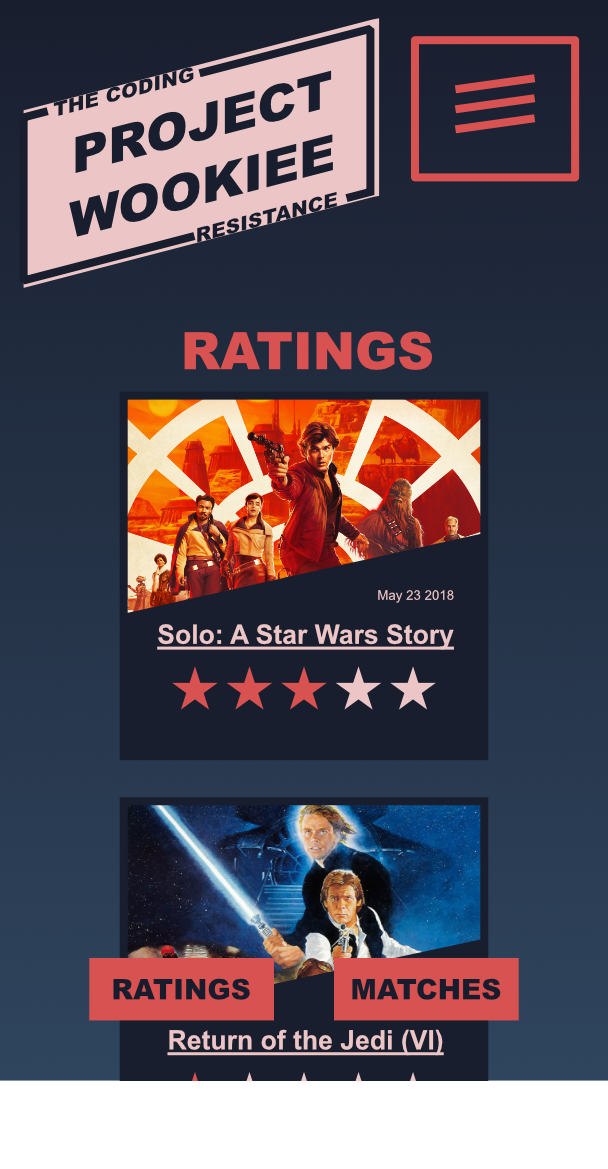 THE CODING
PROJECT
WOOKIEE
RESISTANCE
RATINGS
May 23 2018
Solo: A Star Wars Story
RATINGS
MATCHES
Return of the Jedi (VI)